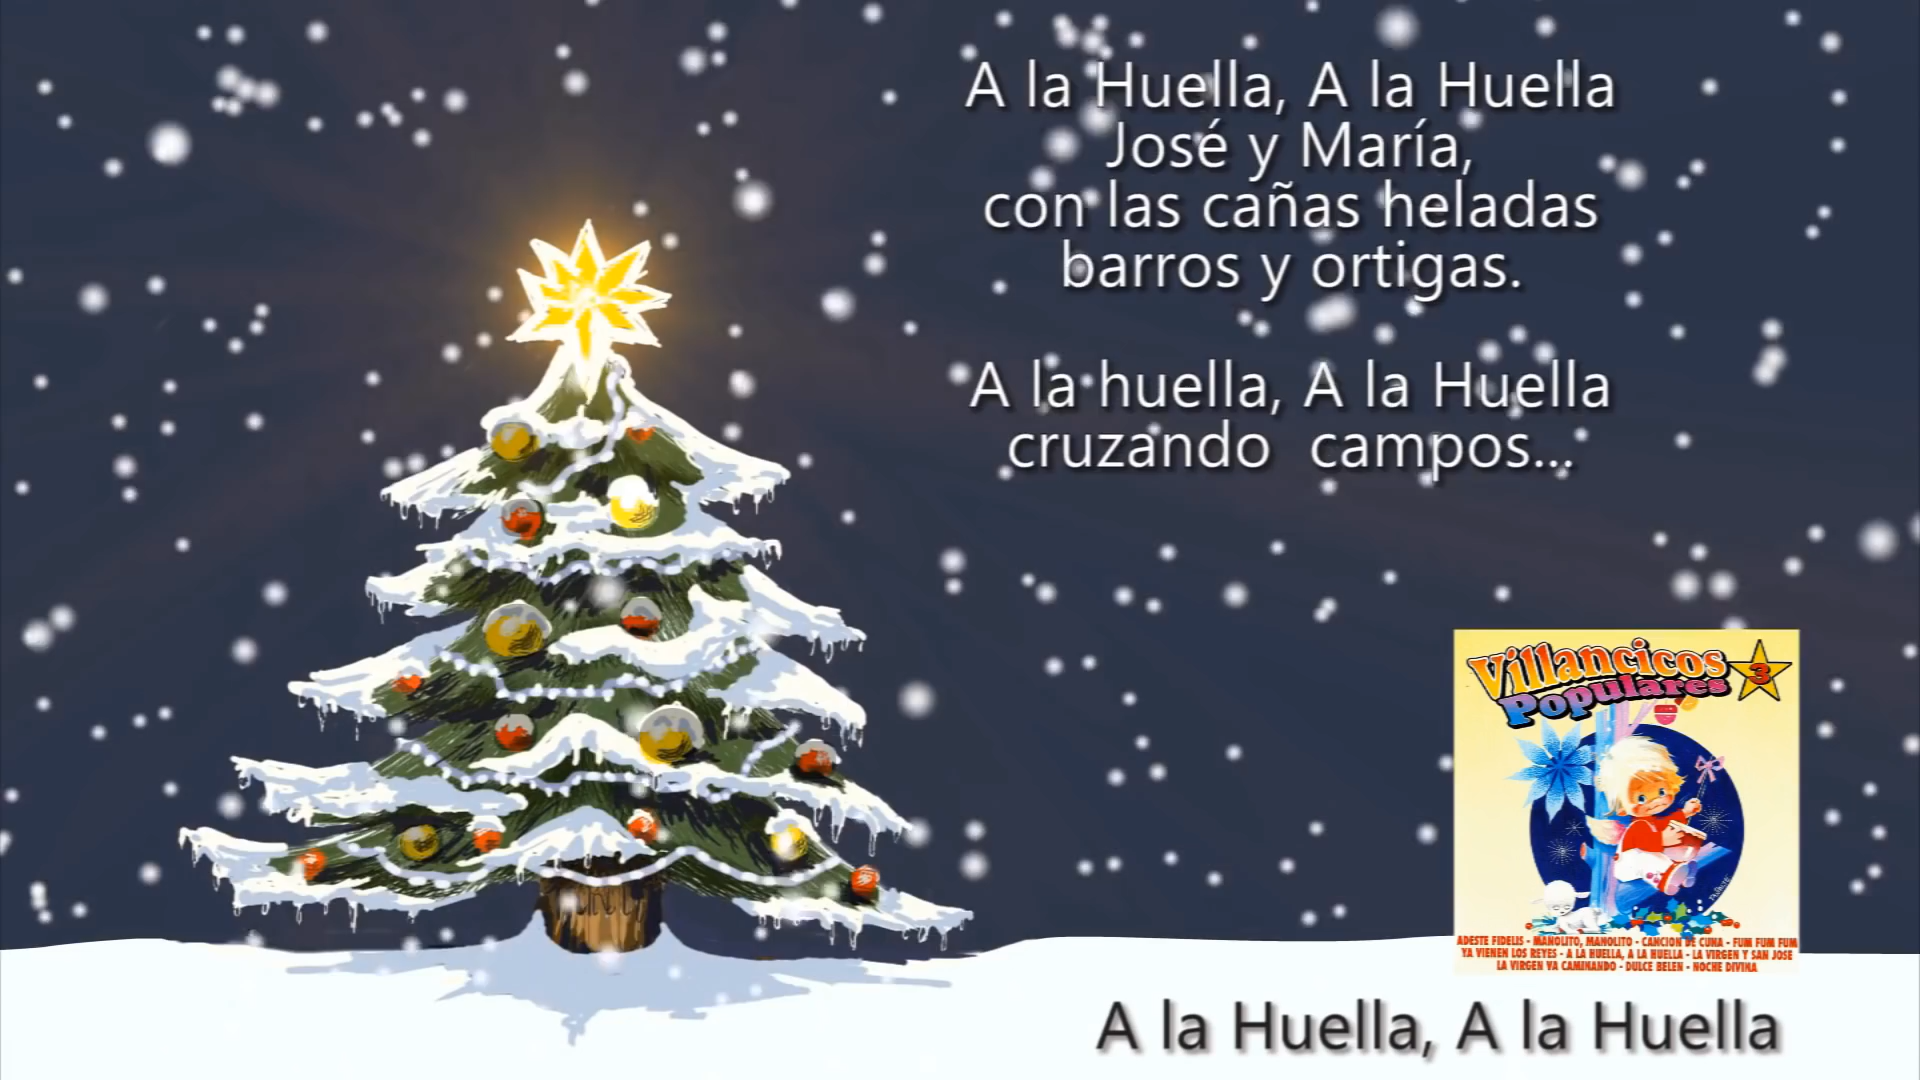 A la Huella, A la Huella
José y María,
con las cañas heladas
barros y ortigas.
A la huella, A la Huella
cruzando campos...
Villancicos
Populares
3
ADESTE FIDELIS - MANOLITO, MANOLITO - CANCION DE CUNA - FUM FUM FUM
YA VIENEN LOS REYES - A LA HUELLA, A LA HUELLA - LA VIRGEN Y SAN JOSE
LA VIRGEN VA CAMINANDO - DULCE BELEN - NOCHE DIVINA
A la Huella, A la Huella